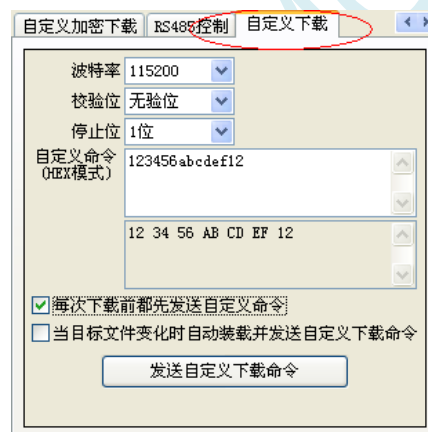 自定义加密下载 RS485控制 自定义下载
波特率 115200
校验位 无验位
停止位 1位
自定义命令
(HEX模式)
123456abcdef12
12 34 56 AB CD EF 12
每次下载前都先发送自定义命令
当目标文件变化时自动装载并发送自定义下载命令
发送自定义下载命令